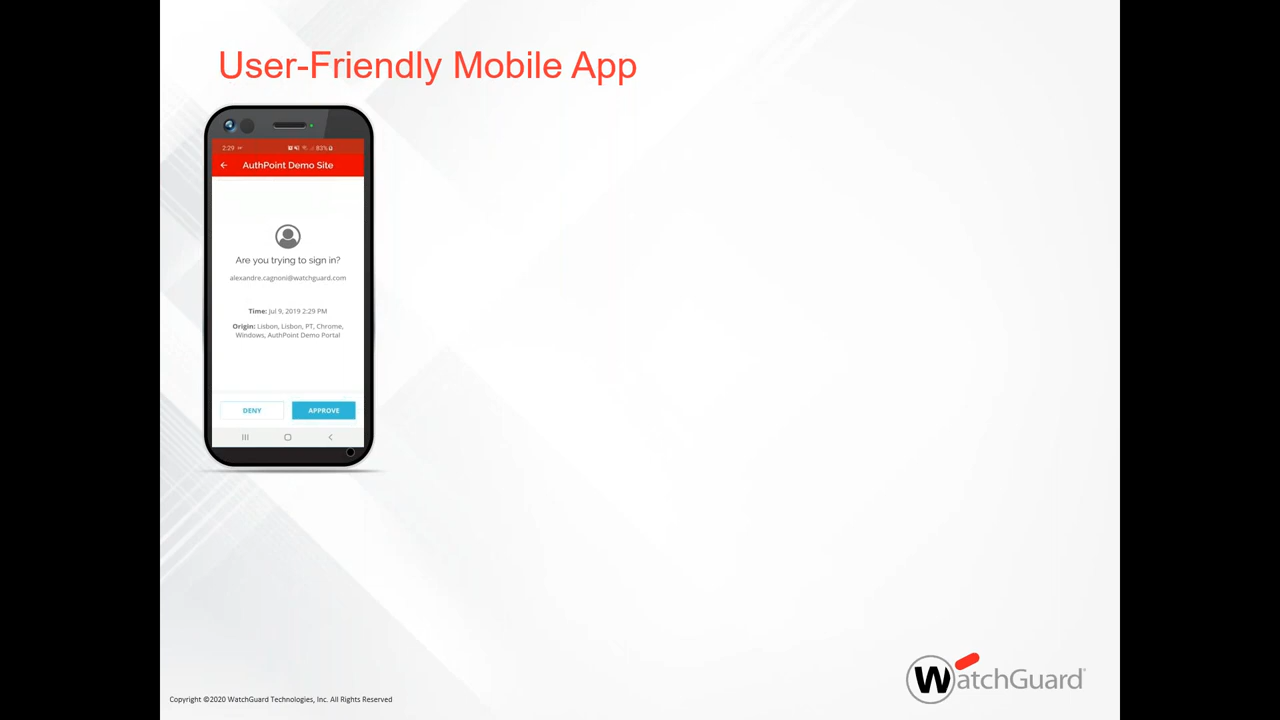 User-Friendly Mobile App
2:29
83%
AuthPoint Demo Site
Are you trying to sign in?
alexandre.cagnoni@watchguard.com
Time: Jul 9, 2019 2:29 PM
Origin: Lisbon, Lisbon, PT, Chrome,
Windows, AuthPoint Demo Portal
DENY
APPROVE
WatchGuard®
Copyright ©2020 WatchGuard Technologies, Inc. All Rights Reserved